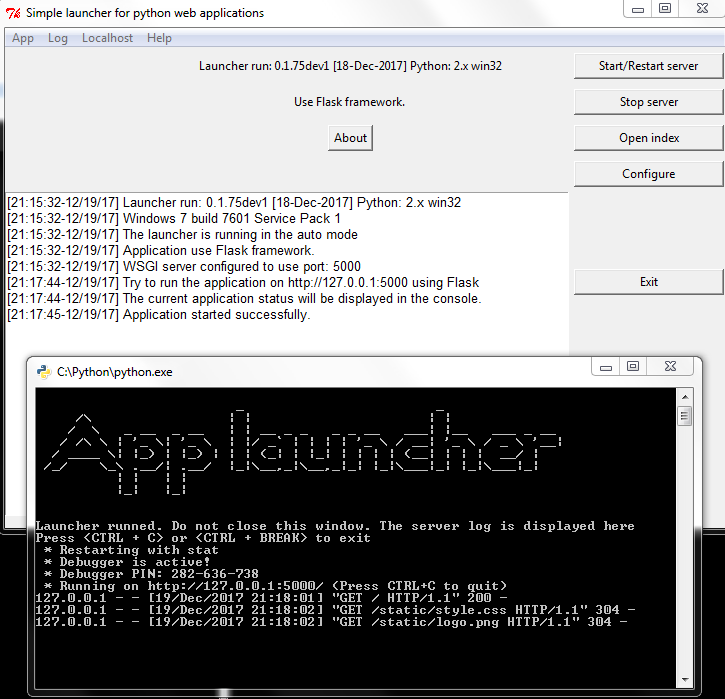 Simple launcher for python web applications
App Log Localhost Help
Launcher run: 0.1.75dev1 [18-Dec-2017] Python: 2.x win32
Use Flask framework.
About
Start/Restart server
Stop server
Open index
Configure
Exit
[21:15:32-12/19/17] Launcher run: 0.1.75dev1 [18-Dec-2017] Python: 2.x win32
[21:15:32-12/19/17] Windows 7 build 7601 Service Pack 1
[21:15:32-12/19/17] The launcher is running in the auto mode
[21:15:32-12/19/17] Application use Flask framework.
[21:15:32-12/19/17] WSGI server configured to use port: 5000
[21:17:44-12/19/17] Try to run the application on http://127.0.0.1:5000 using Flask
[21:17:44-12/19/17] The current application status will be displayed in the console.
[21:17:45-12/19/17] Application started successfully.
C:\Python\python.exe
App launcher
Launcher runned. Do not close this window. The server log is displayed here
Press <CTRL + C> or <CTRL + BREAK> to exit
* Restarting with stat
* Debugger is active!
* Debugger PIN: 282-636-738
* Running on http://127.0.0.1:5000/ (Press CTRL+C to quit)
127.0.0.1 - - [19/Dec/2017 21:18:01] "GET / HTTP/1.1" 200 -
127.0.0.1 - - [19/Dec/2017 21:18:02] "GET /static/style.css HTTP/1.1" 304 -
127.0.0.1 - - [19/Dec/2017 21:18:02] "GET /static/logo.png HTTP/1.1" 304 -